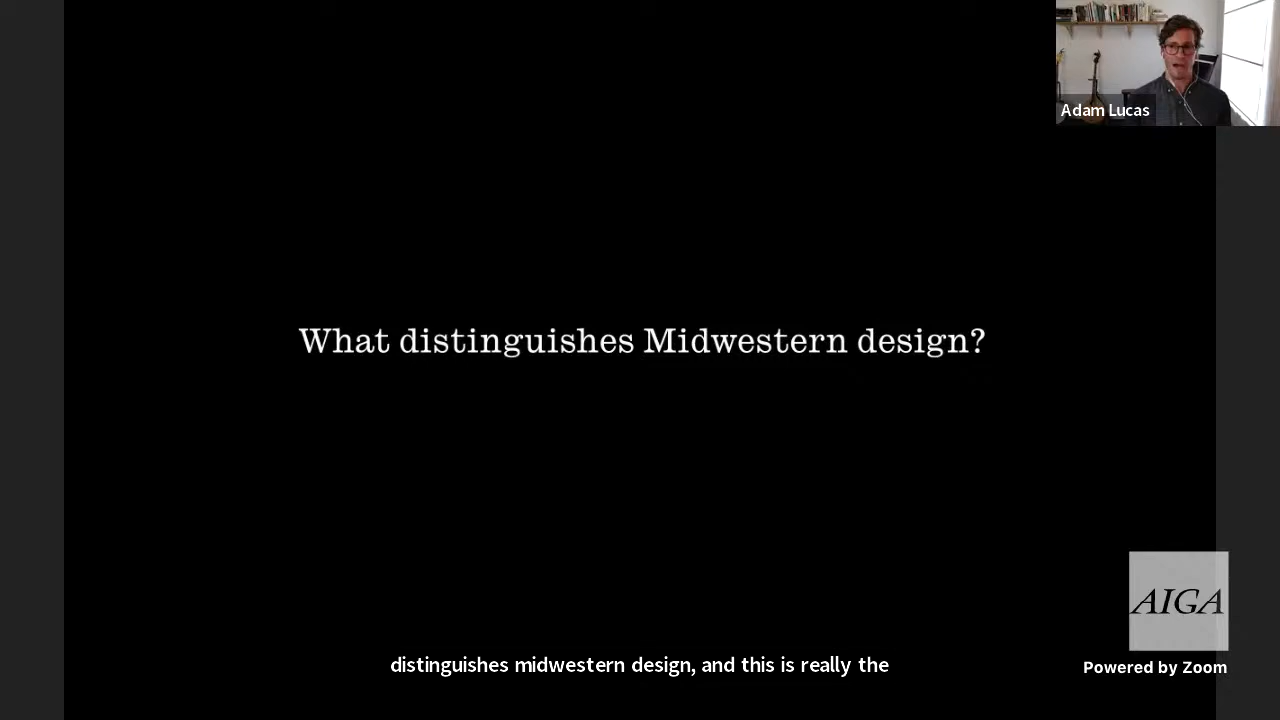 Adam Lucas
What distinguishes Midwestern design?
AIGA
distinguishes midwestern design, and this is really the
Powered by Zoom